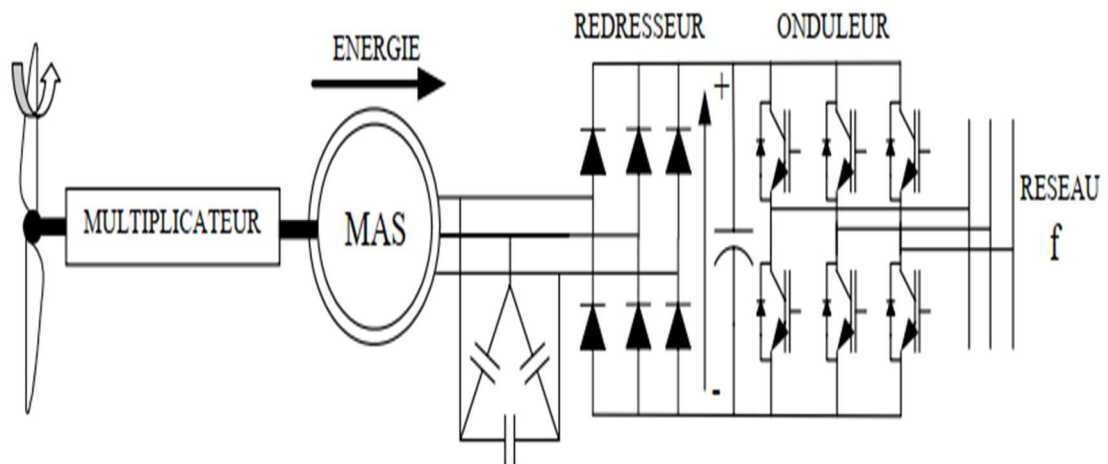 REDRESSEUR
ONDULEUR
ENERGIE
+
MULTIPLICATEUR
MAS
RESEAU
f
-